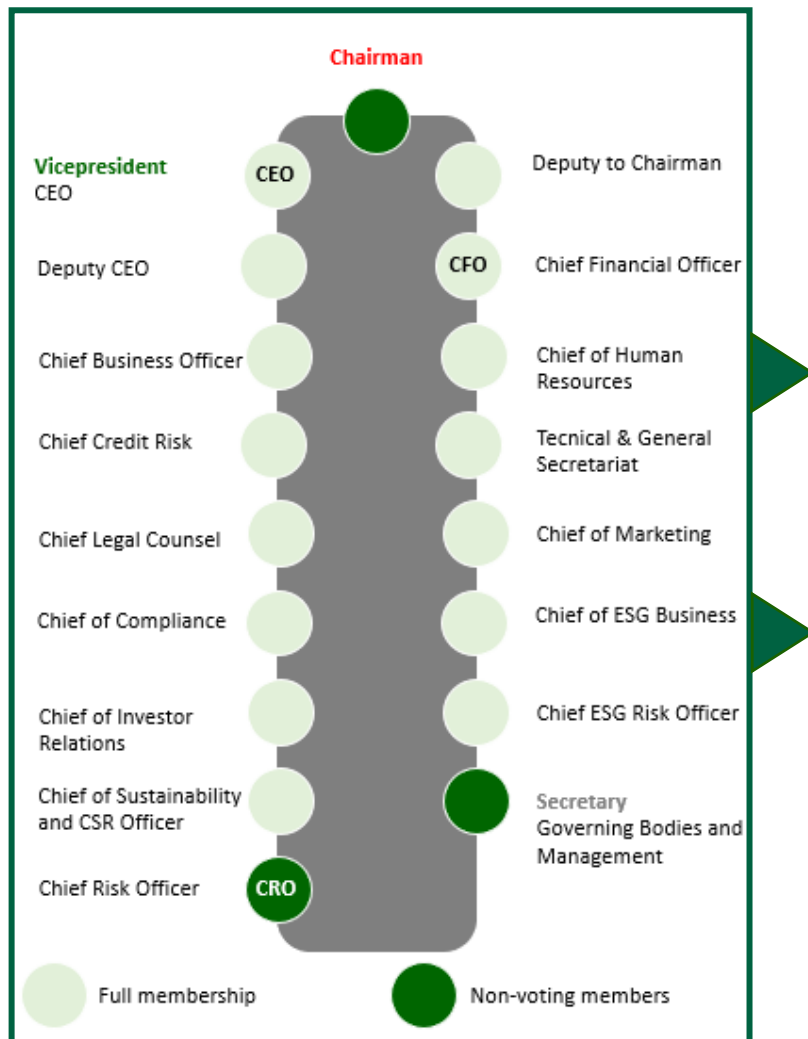 Chairman
Vicepresident
CEO
CEO
Deputy to Chairman
Deputy CEO
CFO
Chief Financial Officer
Chief Business Officer
Chief of Human
Resources
Chief Credit Risk
Tecnical & General
Secretariat
Chief Legal Counsel
Chief of Marketing
Chief of Compliance
Chief of ESG Business
Chief of Investor
Relations
Chief ESG Risk Officer
Chief of Sustainability
and CSR Officer
Secretary
Governing Bodies and
Management
Chief Risk Officer
CRO
Full membership
Non-voting members